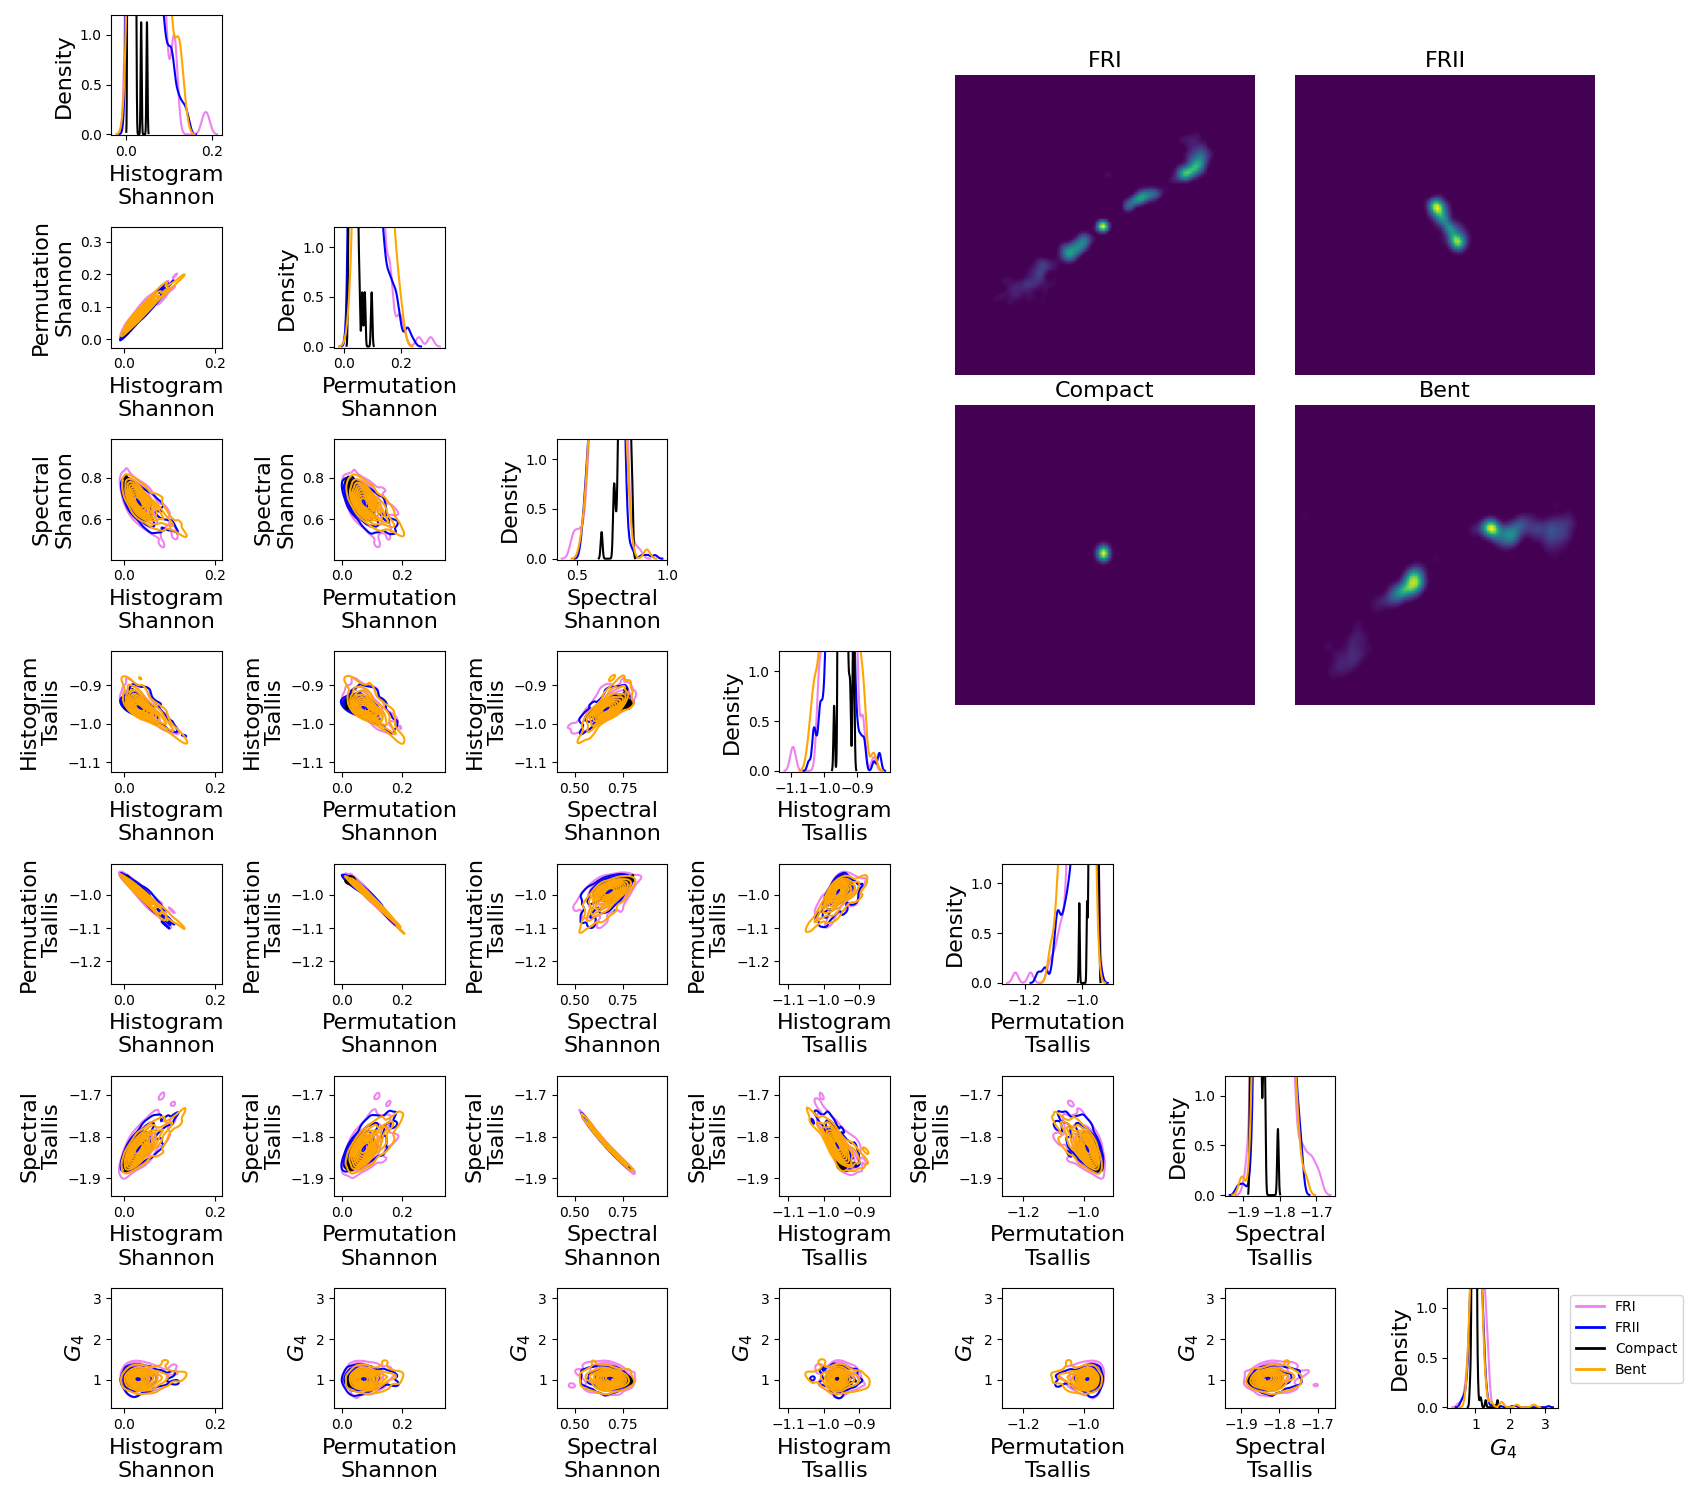 Density
1.0
0.5
0.0
0.0
0.2
Histogram
Shannon
FRI
FRII
Compact
Bent
Permutation
Shannon
0.3
0.2
0.1
0.0
0.0
0.2
Histogram
Shannon
Density
1.0
0.5
0.0
0.0
0.2
Permutation
Shannon
Spectral
Shannon
0.8
0.6
0.0
0.2
Histogram
Shannon
Spectral
Shannon
0.8
0.6
0.0
0.2
Permutation
Shannon
Density
1.0
0.5
0.0
0.5
1.0
Spectral
Shannon
Histogram
Tsallis
−0.9
−1.0
−1.1
0.0
0.2
Histogram
Shannon
Histogram
Tsallis
−0.9
−1.0
−1.1
0.0
0.2
Permutation
Shannon
Histogram
Tsallis
−0.9
−1.0
−1.1
0.50
0.75
Spectral
Shannon
Density
1.0
0.5
0.0
−1.1
−1.0
−0.9
Histogram
Tsallis
Permutation
Tsallis
−1.0
−1.1
−1.2
0.0
0.2
Histogram
Shannon
Permutation
Tsallis
−1.0
−1.1
−1.2
0.0
0.2
Permutation
Shannon
Permutation
Tsallis
−1.0
−1.1
−1.2
0.50
0.75
Spectral
Shannon
Permutation
Tsallis
−1.0
−1.1
−1.2
−1.1
−1.0
−0.9
Histogram
Tsallis
Density
1.0
0.5
0.0
−1.2
−1.0
Permutation
Tsallis
Spectral
Tsallis
−1.7
−1.8
−1.9
0.0
0.2
Histogram
Shannon
Spectral
Tsallis
−1.7
−1.8
−1.9
0.0
0.2
Permutation
Shannon
Spectral
Tsallis
−1.7
−1.8
−1.9
0.50
0.75
Spectral
Shannon
Spectral
Tsallis
−1.7
−1.8
−1.9
−1.1
−1.0
−0.9
Histogram
Tsallis
Spectral
Tsallis
−1.7
−1.8
−1.9
−1.2
−1.0
Permutation
Tsallis
Density
1.0
0.5
0.0
−1.9
−1.8
−1.7
Spectral
Tsallis
G4
3
2
1
0.0
0.2
Histogram
Shannon
G4
3
2
1
0.0
0.2
Permutation
Shannon
G4
3
2
1
0.50
0.75
Spectral
Shannon
G4
3
2
1
−1.1
−1.0
−0.9
Histogram
Tsallis
G4
3
2
1
−1.2
−1.0
Permutation
Tsallis
G4
3
2
1
−1.9
−1.8
−1.7
Spectral
Tsallis
Density
1.0
0.5
0.0
1
2
3
G4
FRI
FRII
Compact
Bent